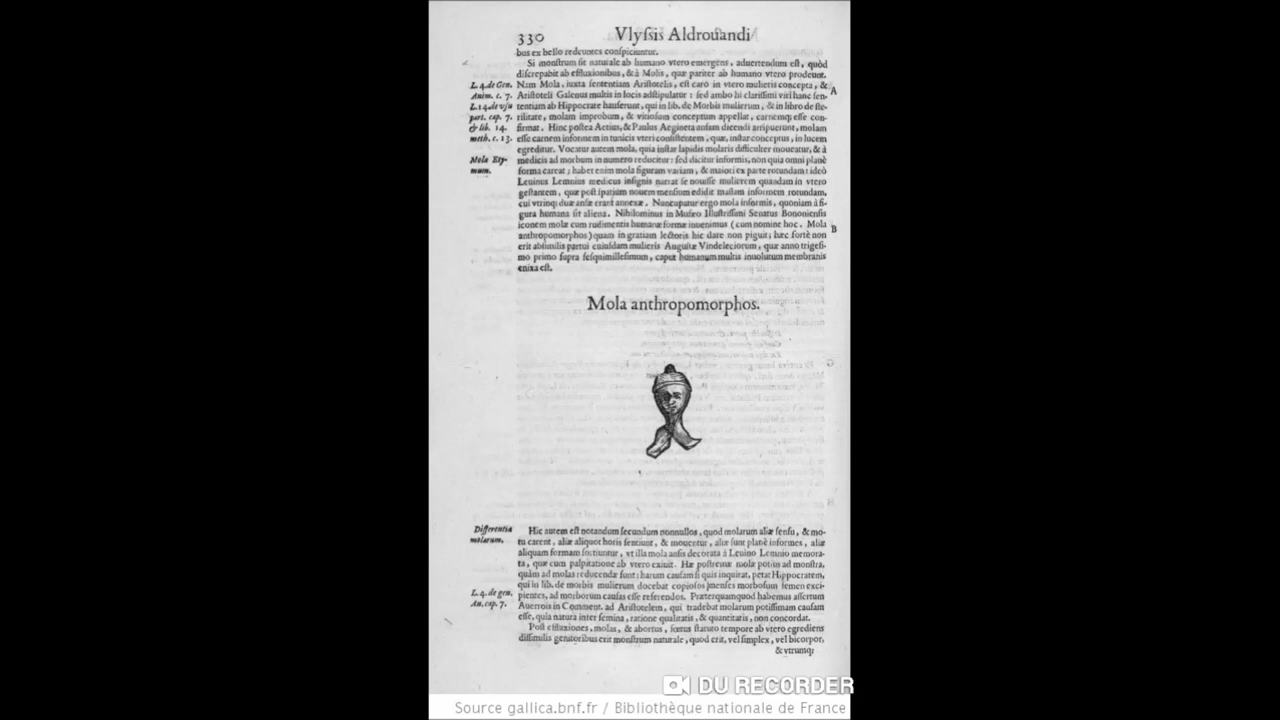 330 Vlyſsis Aldrouandi
bus ex bello redeuntes conſpiciuntur.
Si monſtrum ſit naturale ab humano vtero emergens, aduertendum eſt, quòd
diſcrepabit ab effluxionibus, & à Molis, quæ pariter ab humano vtero prodeunt.
L. 4. de Gen. Nam Mola, iuxta ſententiam Ariſtotelis, eſt caro in vtero mulieris concepta, &
Anim. c. 7. Ariſtoteli Galenus multis in locis adſtipulatur: ſed ambo hi clariſſimi viri hanc ſen- A
L. 14. de vſu tentiam ab Hippocrate hauſerunt, qui in lib. de Morbis mulierum, & in libro de ſte-
part. cap. 7. rilitate, molam improbum, & vitioſum conceptum appellat, carnemq; eſſe con-
& lib. 14. firmat. Hinc poſtea Aetius, & Paulus Aegineta anſam dicendi arripuerunt, molam
meth. c. 13. eſſe carnem informem in tunicis vteri conſiſtentem, quæ, inſtar conceptus, in lucem
egreditur. Vocatur autem mola, quia inſtar lapidis molaris difficulter moueatur, & à
Mola Ety- medicis ad morbum in numero reducitur: ſed dicitur informis, non quia omni planè
mum. forma careat; habet enim mola figuram variam, & maiori ex parte rotundam: ideò
Leuinus Lemnius medicus inſignis narrat ſe nouiſſe mulierem quandam in vtero
geſtantem, quæ poſt ſpatium nouem menſium edidit maſſam informem rotundam,
cui vtrinq; duæ anſæ erant annexæ. Nuncupatur ergo mola informis, quoniam à fi-
gura humana ſit aliena. Nihilominus in Muſeo Illuſtriſſimi Senatus Bononienſis
iconem molæ cum rudimentis humanæ formæ inuenimus (cum nomine hoc. Mola B
anthropomorphos) quam in gratiam lectoris hic dare non piguit; hæc fortè non
erit abſimilis partui cuiuſdam mulieris Auguſtæ Vindeleciorum, quæ anno trigeſi-
mo primo ſupra ſeſquimilleſimum, caput humanum multis inuolutum membranis
enixa eſt.
Mola anthropomorphos.
Differentia Hic autem eſt notandum ſecundum nonnullos, quod molarum aliæ ſenſu, & mo-
molarum. tu carent, aliæ aliquot horis ſentiunt, & mouentur, aliæ ſunt planè informes, aliæ
aliquam formam ſortiuntur, vt illa mola anſis decorata à Leuino Lemnio memora-
ta, quæ cum palpitatione ab vtero exiuit. Hæ poſtremæ molæ potius ad monſtra,
quàm ad molas reducendæ ſunt: harum cauſam ſi quis inquirat, petat Hippocratem,
qui in lib. de morbis mulierum docebat copioſos menſes morboſum ſemen exci-
L. 4. de gen. pientes, ad morborum cauſas eſſe referendos. Præterquamquod habemus aſſertum
An. cap. 7. Auerrois in Comment. ad Ariſtotelem, qui tradebat molarum potiſſimam cauſam
eſſe, quia natura inter ſemina, ratione qualitatis, & quantitatis, non concordat.
Poſt effluxiones, molas, & abortus, fœtus ſtatuto tempore ab vtero egrediens
diſſimilis genitoribus erit monſtrum naturale, quod erit, vel ſimplex, vel bicorpor,
& vtrumq;
DU RECORDER
Source gallica.bnf.fr / Bibliothèque nationale de France